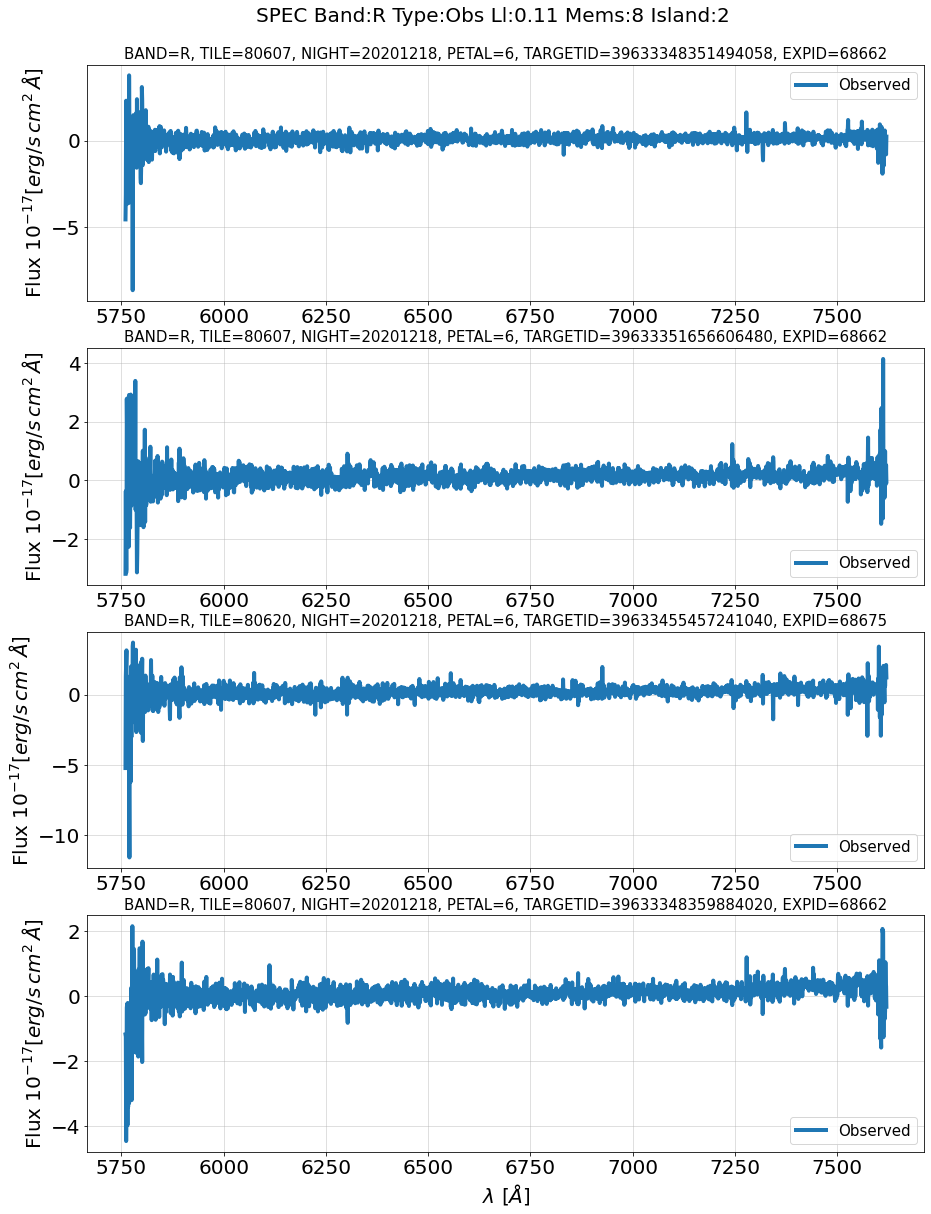 SPEC Band:R Type:Obs Ll:0.11 Mems:8 Island:2
BAND=R, TILE=80607, NIGHT=20201218, PETAL=6, TARGETID=39633348351494058, EXPID=68662
Flux 10^{-17}[erg/s cm^2 Å]
0
−5
Observed
5750 6000 6250 6500 6750 7000 7250 7500
BAND=R, TILE=80607, NIGHT=20201218, PETAL=6, TARGETID=39633351656606480, EXPID=68662
Flux 10^{-17}[erg/s cm^2 Å]
4
2
0
−2
Observed
5750 6000 6250 6500 6750 7000 7250 7500
BAND=R, TILE=80620, NIGHT=20201218, PETAL=6, TARGETID=39633455457241040, EXPID=68675
Flux 10^{-17}[erg/s cm^2 Å]
0
−5
−10
Observed
5750 6000 6250 6500 6750 7000 7250 7500
BAND=R, TILE=80607, NIGHT=20201218, PETAL=6, TARGETID=39633348359884020, EXPID=68662
Flux 10^{-17}[erg/s cm^2 Å]
2
0
−2
−4
Observed
5750 6000 6250 6500 6750 7000 7250 7500
λ [Å]